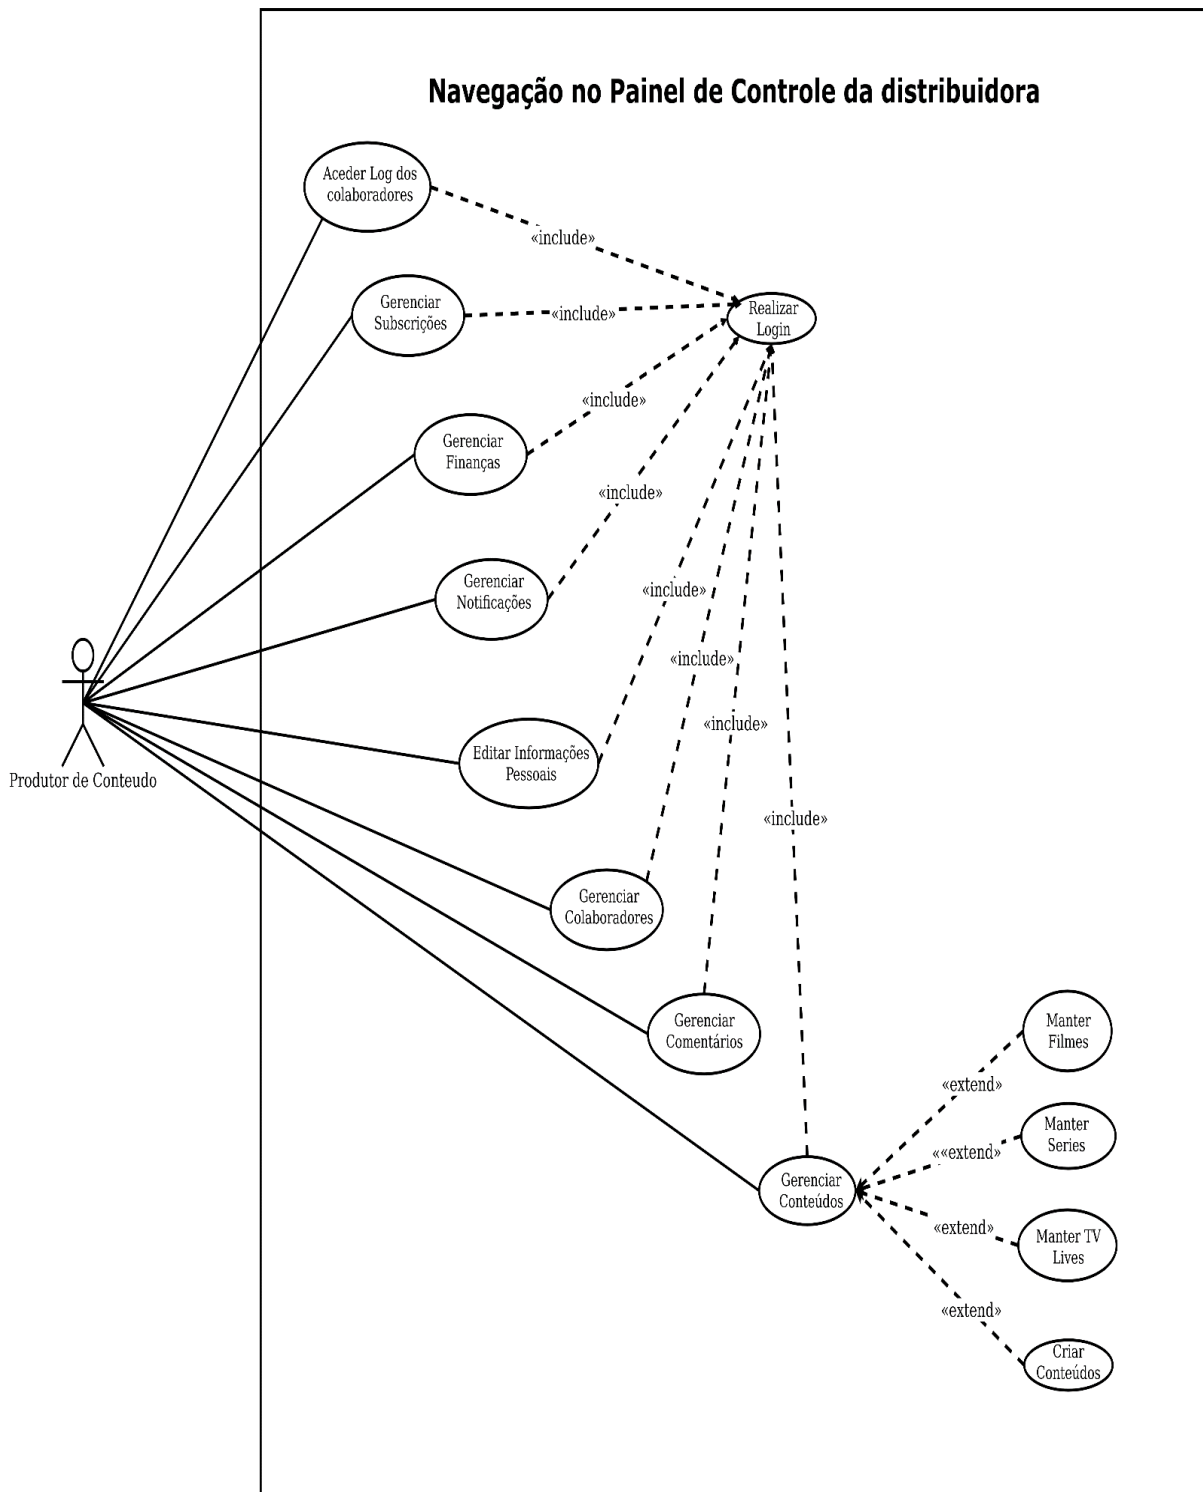 Navegação no Painel de Controle da distribuidora
Aceder Log dos
colaboradores
«include»
Gerenciar
Subscrições
«include»
Realizar
Login
«include»
Gerenciar
Finanças
«include»
Gerenciar
Notificações
«include»
«include»
«include»
Editar Informações
Pessoais
Produtor de Conteudo
«include»
Gerenciar
Colaboradores
Gerenciar
Comentários
Manter
Filmes
«extend»
Manter
Series
««extend»
Gerenciar
Conteúdos
«extend»
Manter TV
Lives
«extend»
Criar
Conteúdos